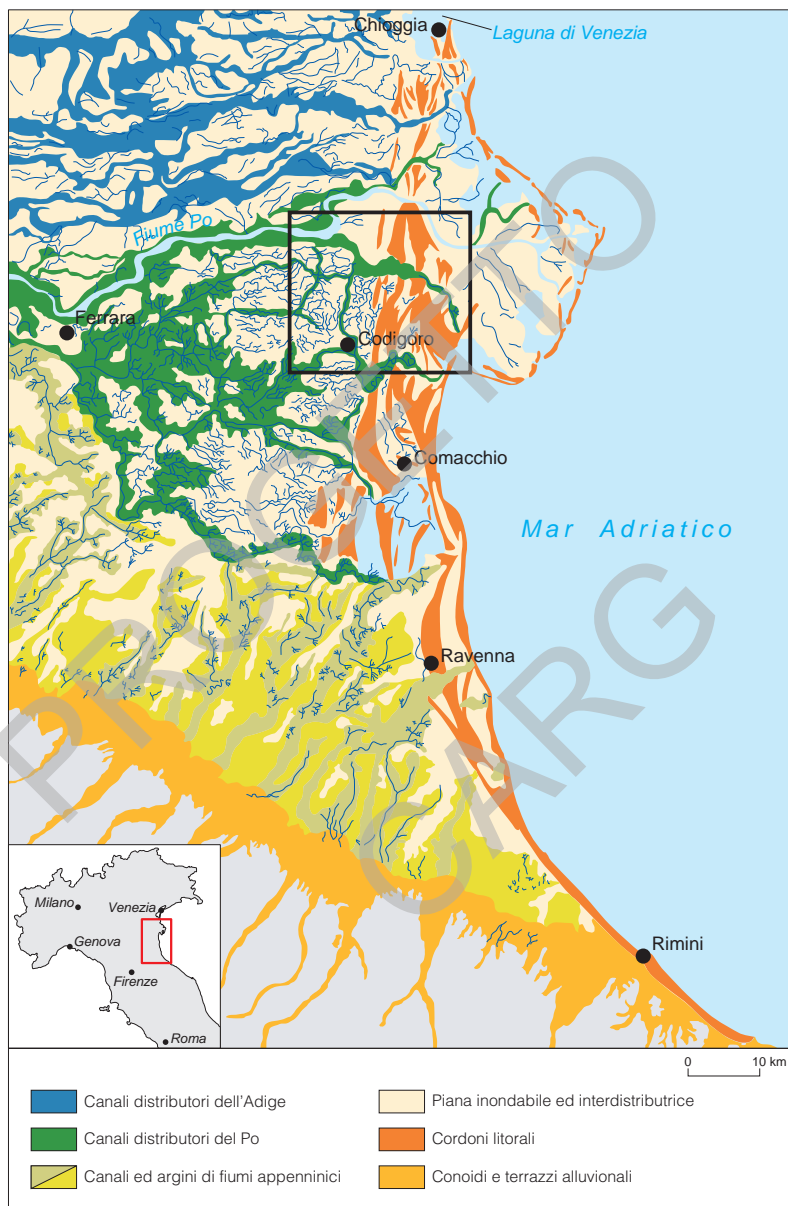 Chioggia
Laguna di Venezia
Fiume Po
Ferrara
Codigoro
Comacchio
Mar Adriatico
Ravenna
Rimini
PROGETTO
CARG
Milano
Venezia
Genova
Firenze
Roma
0 10 km
Canali distributori dell'Adige
Canali distributori del Po
Canali ed argini di fiumi appenninici
Piana inondabile ed interdistributrice
Cordoni litorali
Conoidi e terrazzi alluvionali